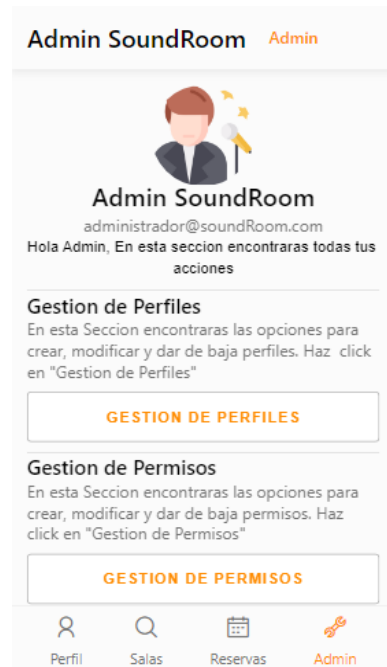 Admin SoundRoom Admin
Admin SoundRoom
administrador@soundRoom.com
Hola Admin, En esta seccion encontraras todas tus
acciones
Gestion de Perfiles
En esta Seccion encontraras las opciones para
crear, modificar y dar de baja perfiles. Haz click
en "Gestion de Perfiles"
GESTION DE PERFILES
Gestion de Permisos
En esta Seccion encontraras las opciones para
crear, modificar y dar de baja permisos. Haz
click en "Gestion de Permisos"
GESTION DE PERMISOS
Perfil Salas Reservas Admin